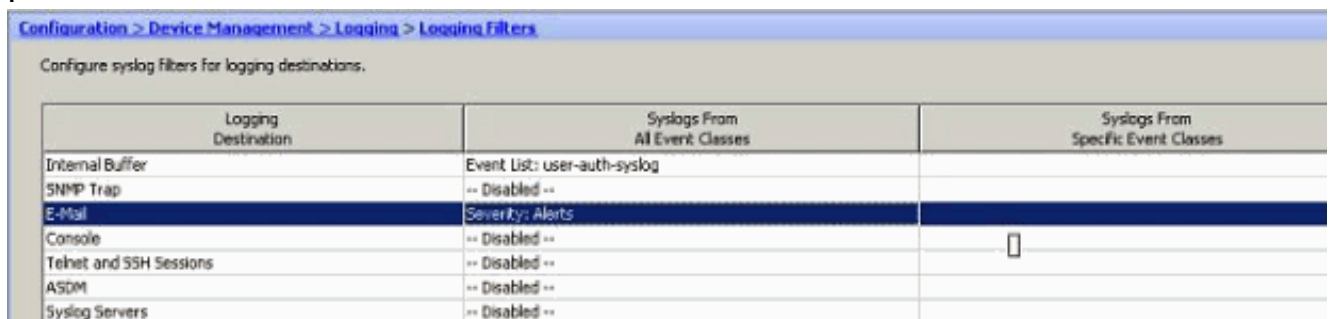 Configuration > Device Management > Logging > Logging Filters
Configure syslog filters for logging destinations.
Logging Destination Syslogs From All Event Classes Syslogs From Specific Event Classes
Internal Buffer Event List: user-auth-syslog
SNMP Trap -- Disabled --
E-Mail Severity: Alerts
Console -- Disabled --
Telnet and SSH Sessions -- Disabled --
ASDM -- Disabled --
Syslog Servers -- Disabled --